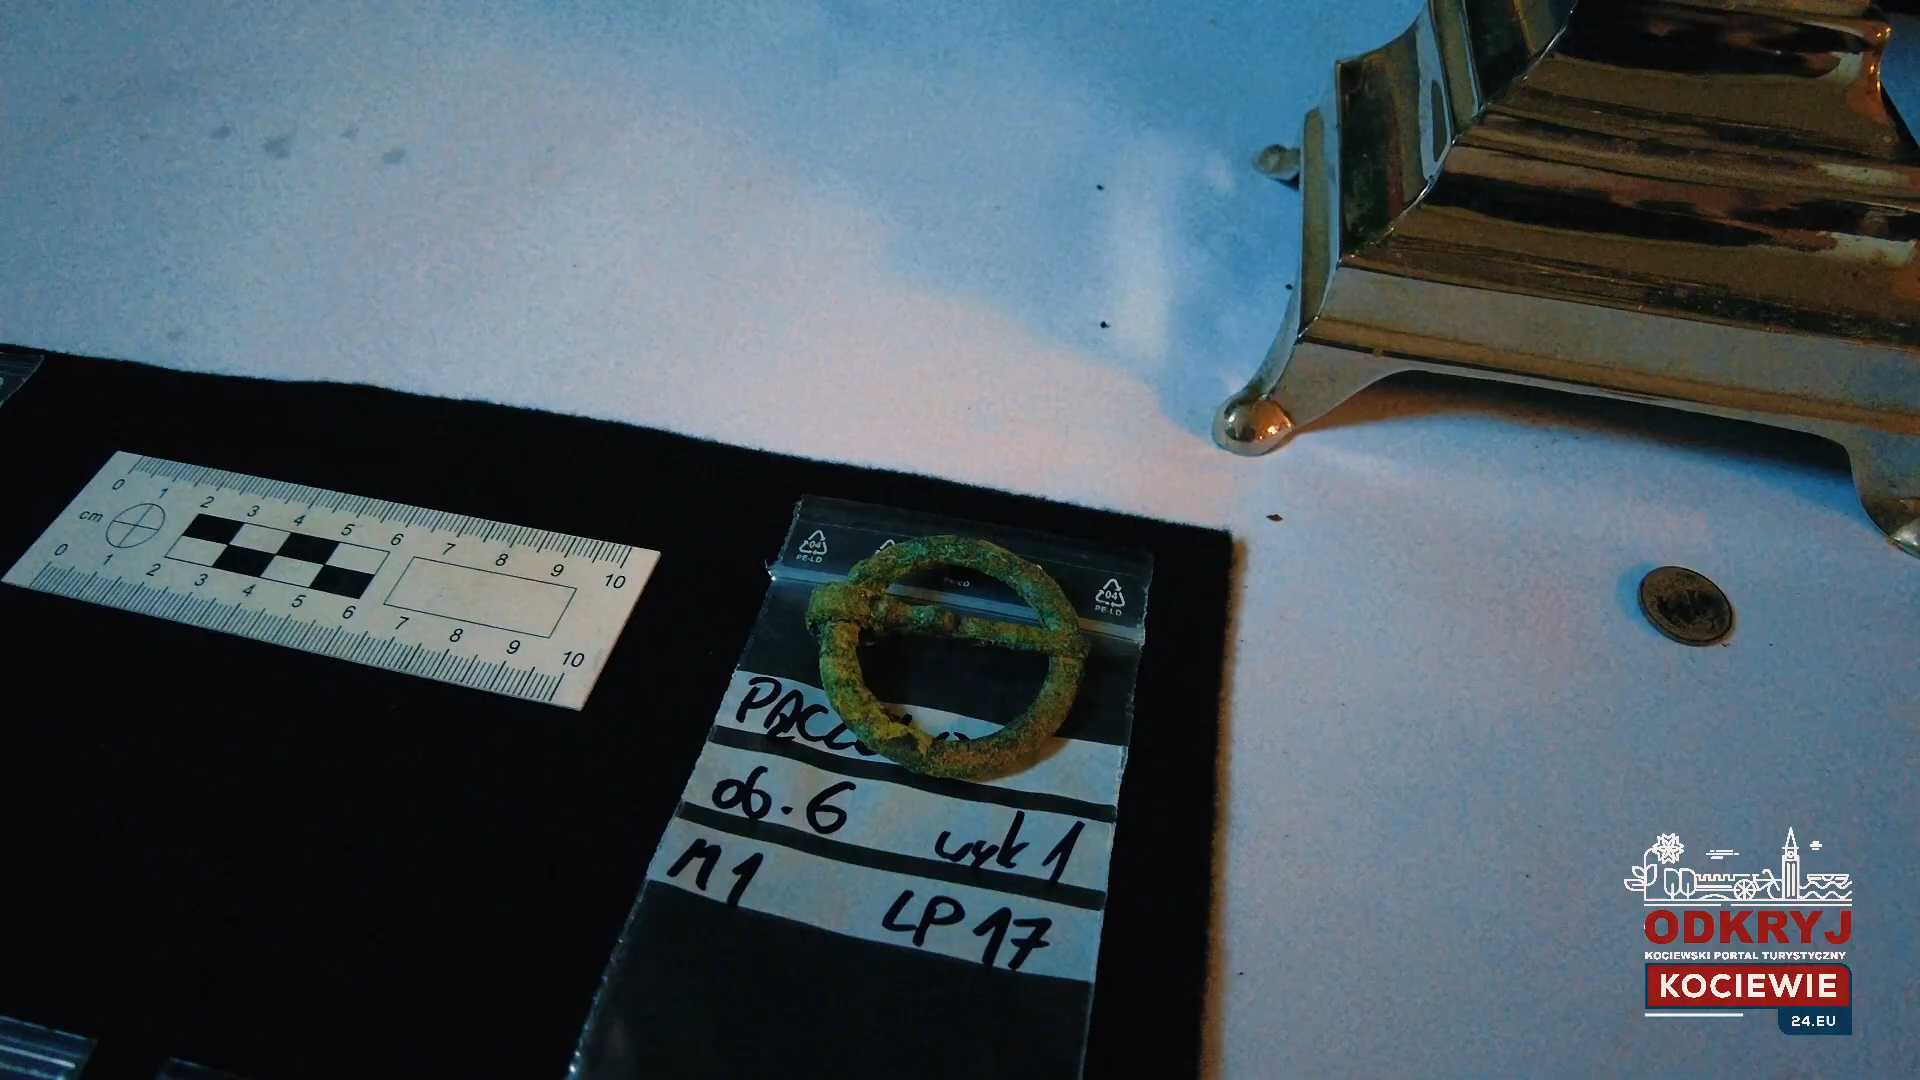 0 1 2 3 4 5 6 7 8 9 10
cm
0 1 2 3 4 5 6 7 8 9 10
04
PE-LD
04
PE-LD
ob. 6 wyk 1
M1 LP 17
ODKRYJ
KOCIEWSKI PORTAL TURYSTYCZNY
KOCIEWIE
24.EU